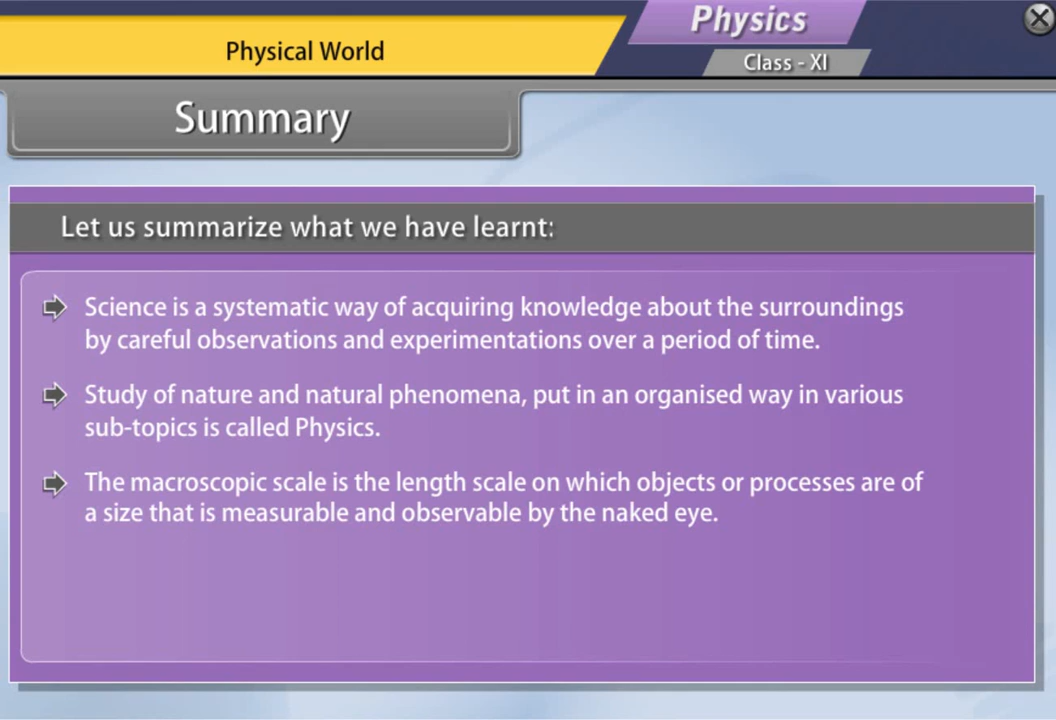 Physics
Physical World
Class - XI
Summary
Let us summarize what we have learnt:
Science is a systematic way of acquiring knowledge about the surroundings
by careful observations and experimentations over a period of time.
Study of nature and natural phenomena, put in an organised way in various
sub-topics is called Physics.
The macroscopic scale is the length scale on which objects or processes are of
a size that is measurable and observable by the naked eye.